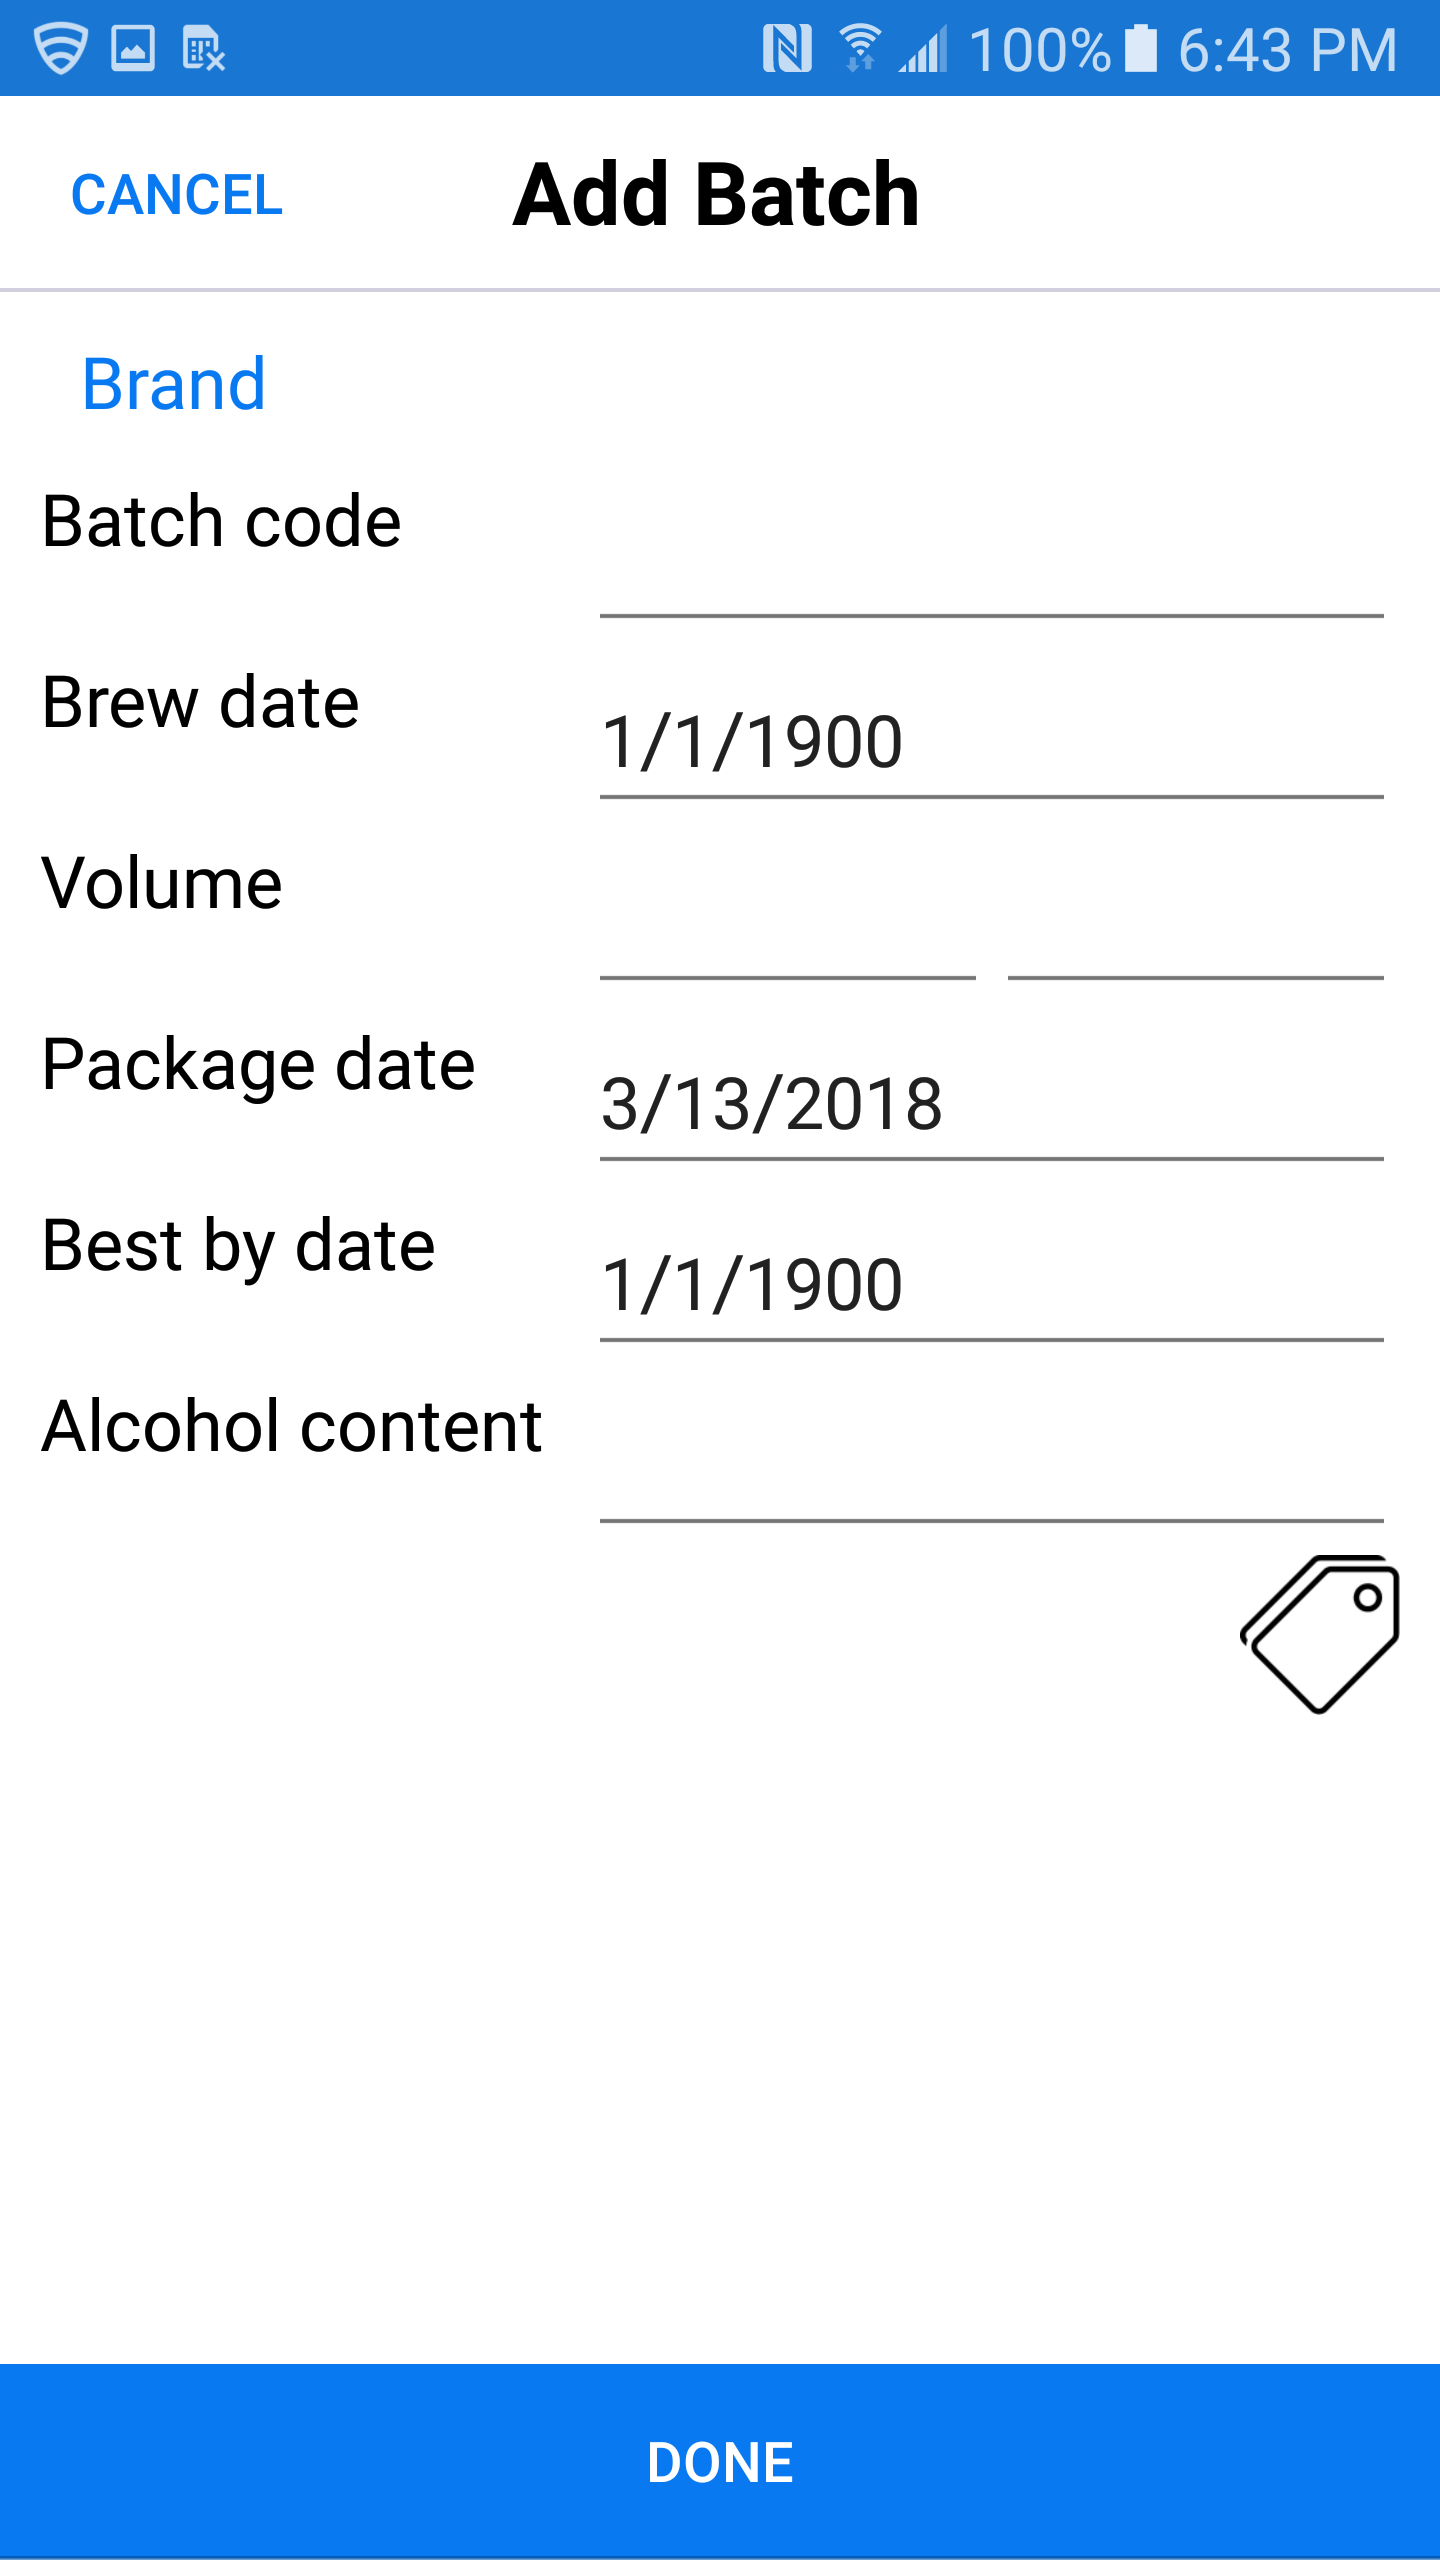 100% 6:43 PM
CANCEL Add Batch
Brand
Batch code
Brew date 1/1/1900
Volume
Package date 3/13/2018
Best by date 1/1/1900
Alcohol content
DONE